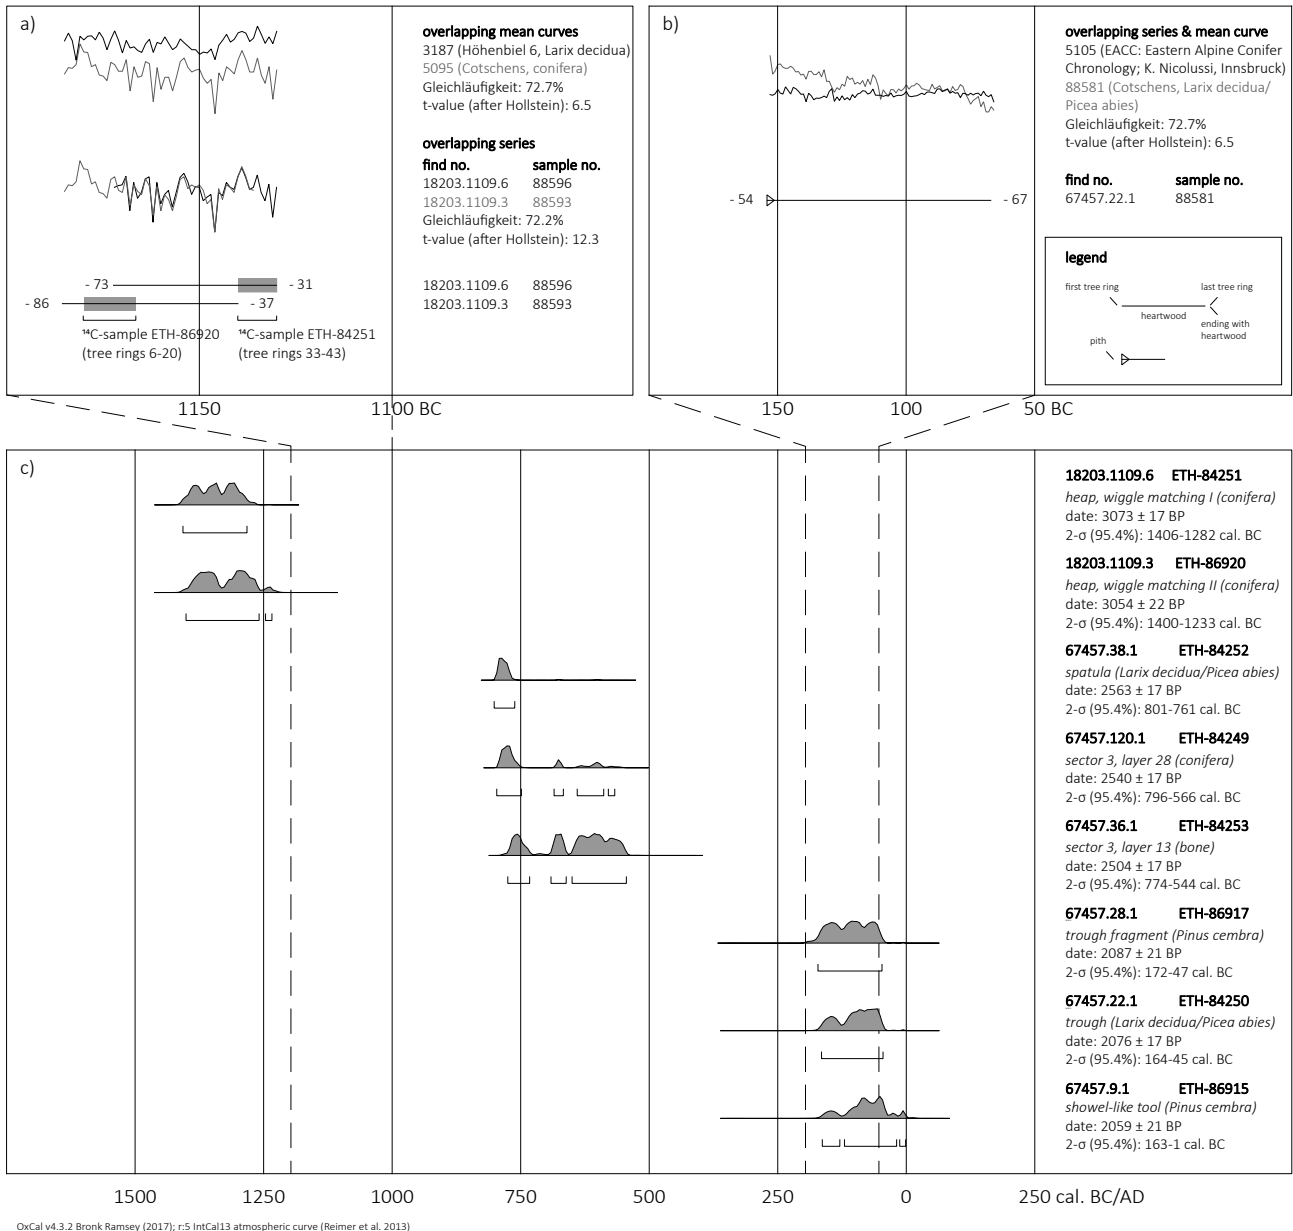 a)
overlapping mean curves
3187 (Höhenbiel 6, Larix decidua)
5095 (Cotschens, conifera)
Gleichläufigkeit: 72.7%
t-value (after Hollstein): 6.5
overlapping series
find no. sample no.
18203.1109.6 88596
18203.1109.3 88593
Gleichläufigkeit: 72.2%
t-value (after Hollstein): 12.3
- 73 - 31 18203.1109.6 88596
- 86 - 37 18203.1109.3 88593
¹⁴C-sample ETH-86920
(tree rings 6-20)
¹⁴C-sample ETH-84251
(tree rings 33-43)
1150 1100 BC
b)
overlapping series & mean curve
5105 (EACC: Eastern Alpine Conifer
Chronology; K. Nicolussi, Innsbruck)
88581 (Cotschens, Larix decidua/
Picea abies)
Gleichläufigkeit: 72.7%
t-value (after Hollstein): 6.5
find no. sample no.
67457.22.1 88581
- 54 - 67
legend
first tree ring last tree ring
heartwood
ending with
heartwood
pith
150 100 50 BC
c)
18203.1109.6 ETH-84251
heap, wiggle matching I (conifera)
date: 3073 ± 17 BP
2-σ (95.4%): 1406-1282 cal. BC
18203.1109.3 ETH-86920
heap, wiggle matching II (conifera)
date: 3054 ± 22 BP
2-σ (95.4%): 1400-1233 cal. BC
67457.38.1 ETH-84252
spatula (Larix decidua/Picea abies)
date: 2563 ± 17 BP
2-σ (95.4%): 801-761 cal. BC
67457.120.1 ETH-84249
sector 3, layer 28 (conifera)
date: 2540 ± 17 BP
2-σ (95.4%): 796-566 cal. BC
67457.36.1 ETH-84253
sector 3, layer 13 (bone)
date: 2504 ± 17 BP
2-σ (95.4%): 774-544 cal. BC
67457.28.1 ETH-86917
trough fragment (Pinus cembra)
date: 2087 ± 21 BP
2-σ (95.4%): 172-47 cal. BC
67457.22.1 ETH-84250
trough (Larix decidua/Picea abies)
date: 2076 ± 17 BP
2-σ (95.4%): 164-45 cal. BC
67457.9.1 ETH-86915
showel-like tool (Pinus cembra)
date: 2059 ± 21 BP
2-σ (95.4%): 163-1 cal. BC
1500 1250 1000 750 500 250 0 250 cal. BC/AD
OxCal v4.3.2 Bronk Ramsey (2017); r:5 IntCal13 atmospheric curve (Reimer et al. 2013)